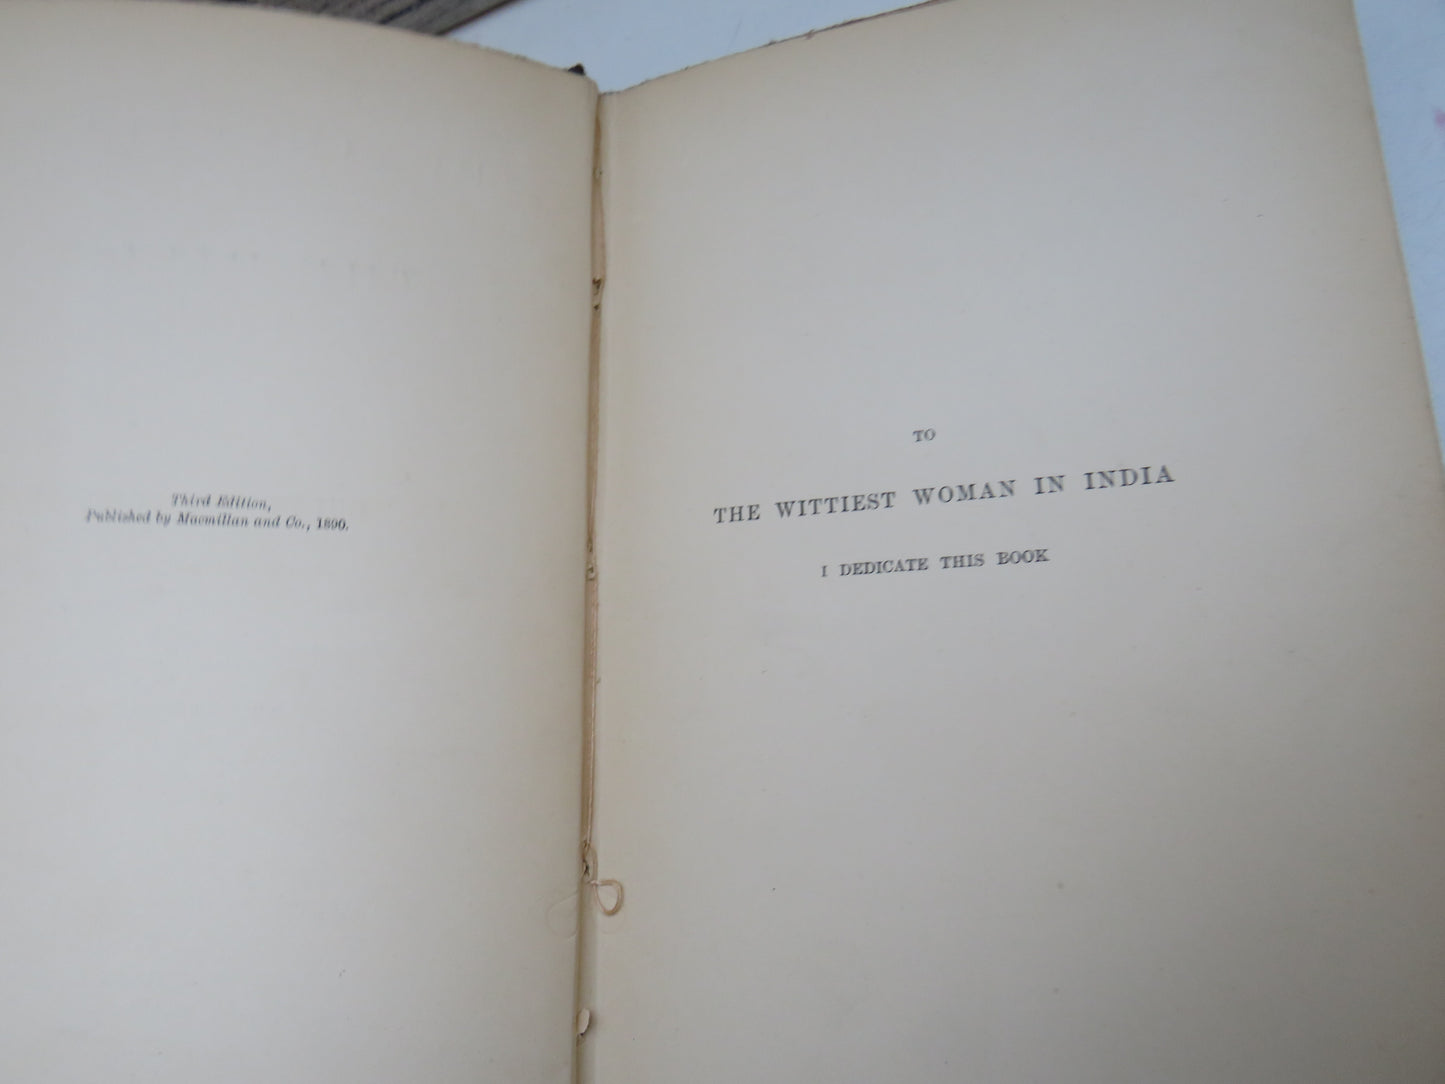 Third Edition,
Published by Macmillan and Co., 1890.
TO
THE WITTIEST WOMAN IN INDIA
I DEDICATE THIS BOOK